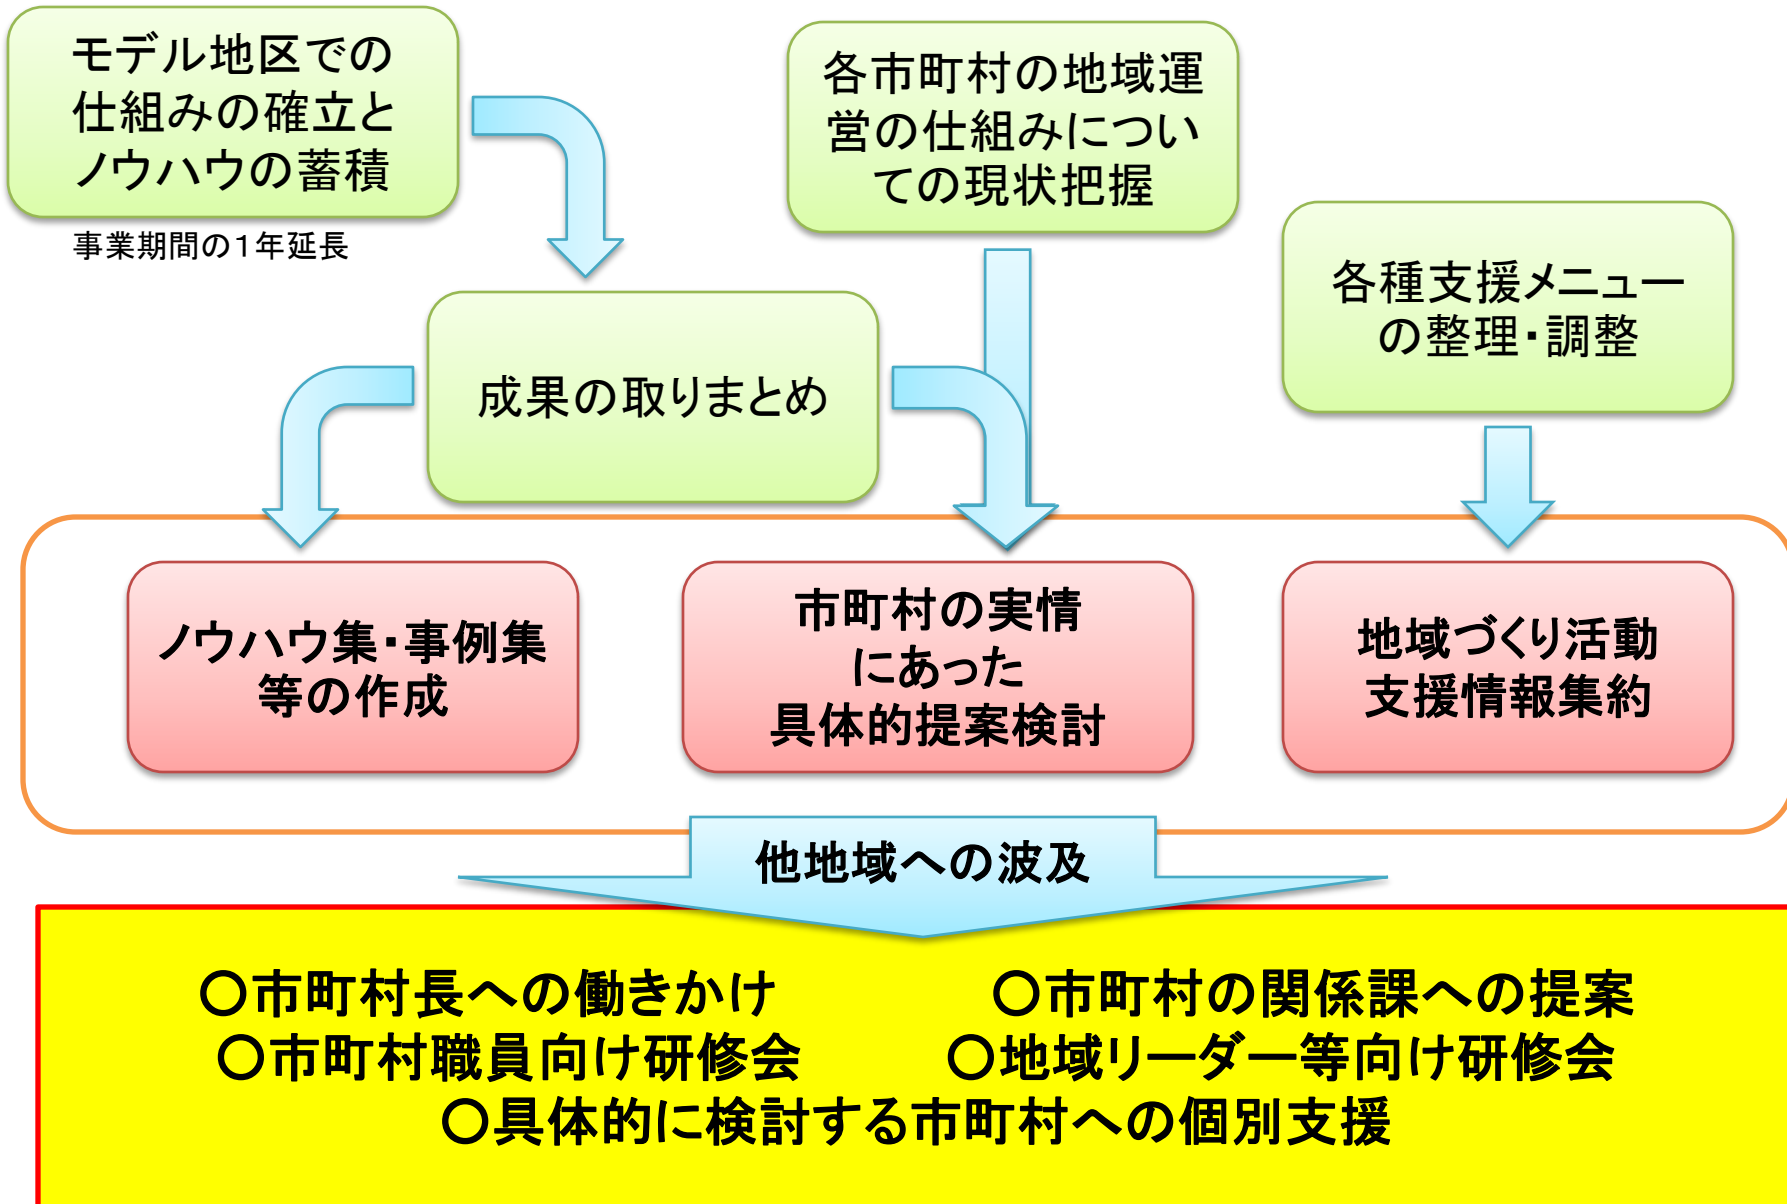 モデル地区での
仕組みの確立と
ノウハウの蓄積
事業期間の1年延長
各市町村の地域運
営の仕組みについ
ての現状把握
各種支援メニュー
の整理・調整
成果の取りまとめ
ノウハウ集・事例集
等の作成
市町村の実情
にあった
具体的提案検討
地域づくり活動
支援情報集約
他地域への波及
○市町村長への働きかけ ○市町村の関係課への提案
○市町村職員向け研修会 ○地域リーダー等向け研修会
○具体的に検討する市町村への個別支援